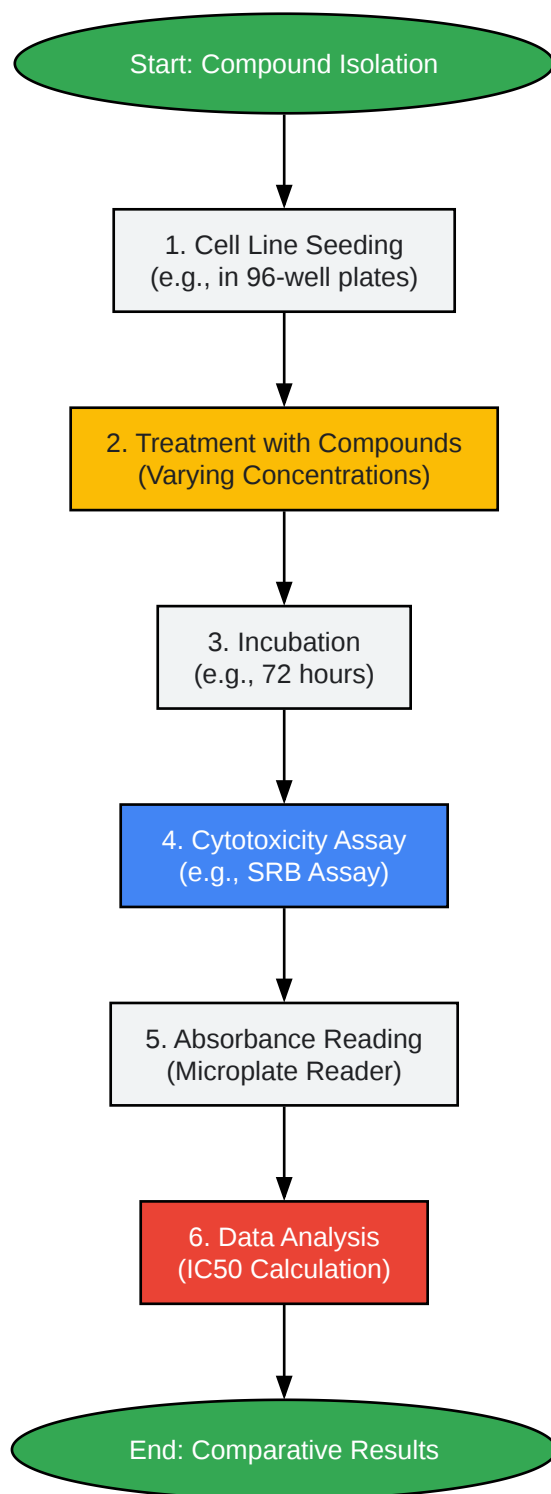 Start: Compound Isolation
1. Cell Line Seeding
(e.g., in 96-well plates)
2. Treatment with Compounds
(Varying Concentrations)
3. Incubation
(e.g., 72 hours)
4. Cytotoxicity Assay
(e.g., SRB Assay)
5. Absorbance Reading
(Microplate Reader)
6. Data Analysis
(IC50 Calculation)
End: Comparative Results